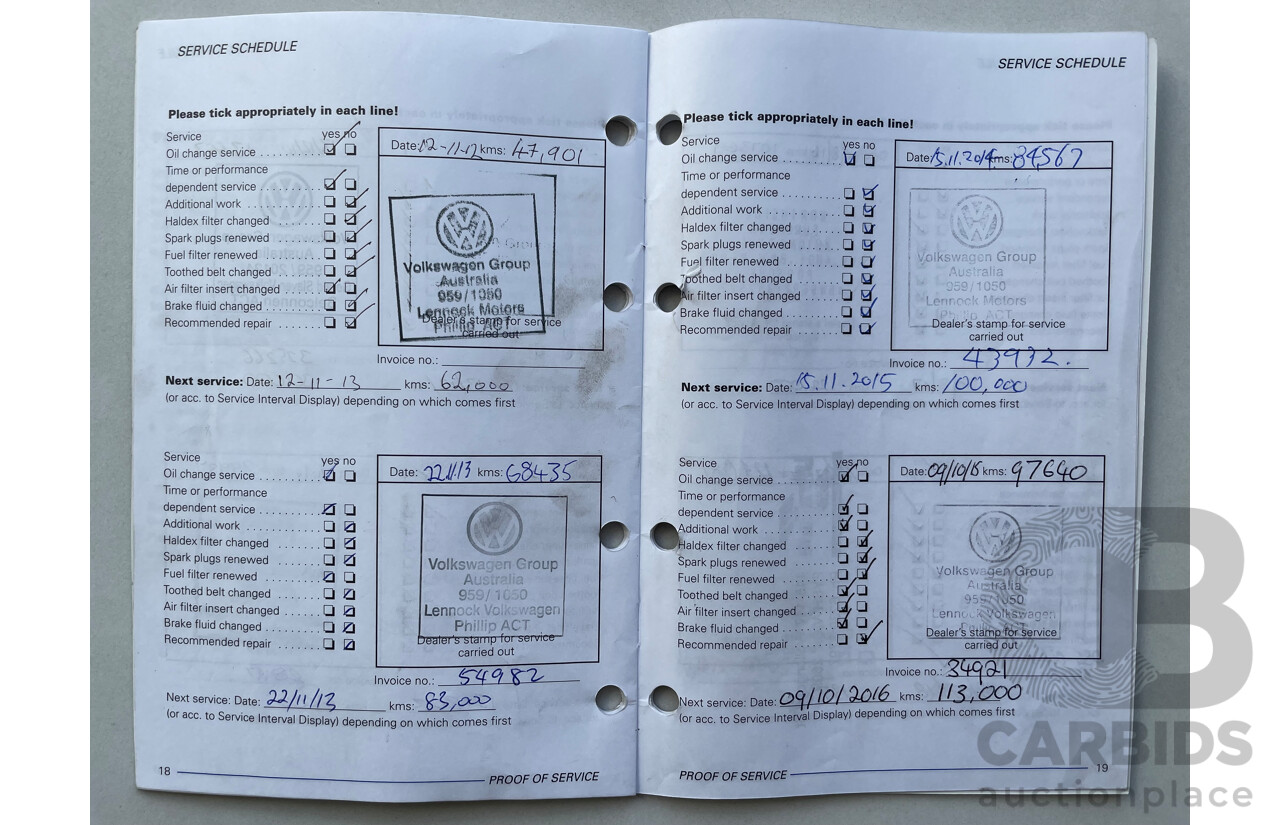 SERVICE SCHEDULE
Please tick appropriately in each line!
Service yes no
Oil change service
Time or performance
dependent service
Additional work
Haldex filter changed
Spark plugs renewed
Fuel filter renewed
Toothed belt changed
Air filter insert changed
Brake fluid changed
Recommended repair
Date: 12-11-12 kms: 47,901
Volkswagen Group
Australia
959/1050
Lennock Motors
Phillip ACT
Dealer's stamp for service
carried out
Invoice no.:
Next service: Date: 12-11-13 kms: 62,000
(or acc. to Service Interval Display) depending on which comes first
Service yes no
Oil change service
Time or performance
dependent service
Additional work
Haldex filter changed
Spark plugs renewed
Fuel filter renewed
Toothed belt changed
Air filter insert changed
Brake fluid changed
Recommended repair
Date: kms: 68435
Volkswagen Group
Australia
959/1050
Lennock Volkswagen
Phillip ACT
Dealer's stamp for service
carried out
Invoice no.: 54982
Next service: Date: 22/11/13 kms: 83,000
(or acc. to Service Interval Display) depending on which comes first
18
PROOF OF SERVICE
SERVICE SCHEDULE
Please tick appropriately in each line!
Service yes no
Oil change service
Time or performance
dependent service
Additional work
Haldex filter changed
Spark plugs renewed
Fuel filter renewed
Toothed belt changed
Air filter insert changed
Brake fluid changed
Recommended repair
Date: 15.11.2014 kms: 84567
Volkswagen Group
Australia
959/1050
Lennock Motors
Phillip ACT
Dealer's stamp for service
carried out
Invoice no.: 43932.
Next service: Date: 15.11.2015 kms: 100,000
(or acc. to Service Interval Display) depending on which comes first
Service yes no
Oil change service
Time or performance
dependent service
Additional work
Haldex filter changed
Spark plugs renewed
Fuel filter renewed
Toothed belt changed
Air filter insert changed
Brake fluid changed
Recommended repair
Date: 09/10/15 kms: 97640
Volkswagen Group
Australia
959/1050
Lennock Volkswagen
Phillip ACT
Dealer's stamp for service
carried out
Invoice no.: 34921
Next service: Date: 09/10/2016 kms: 113,000
(or acc. to Service Interval Display) depending on which comes first
PROOF OF SERVICE
19
CARBIDS
auctionplace